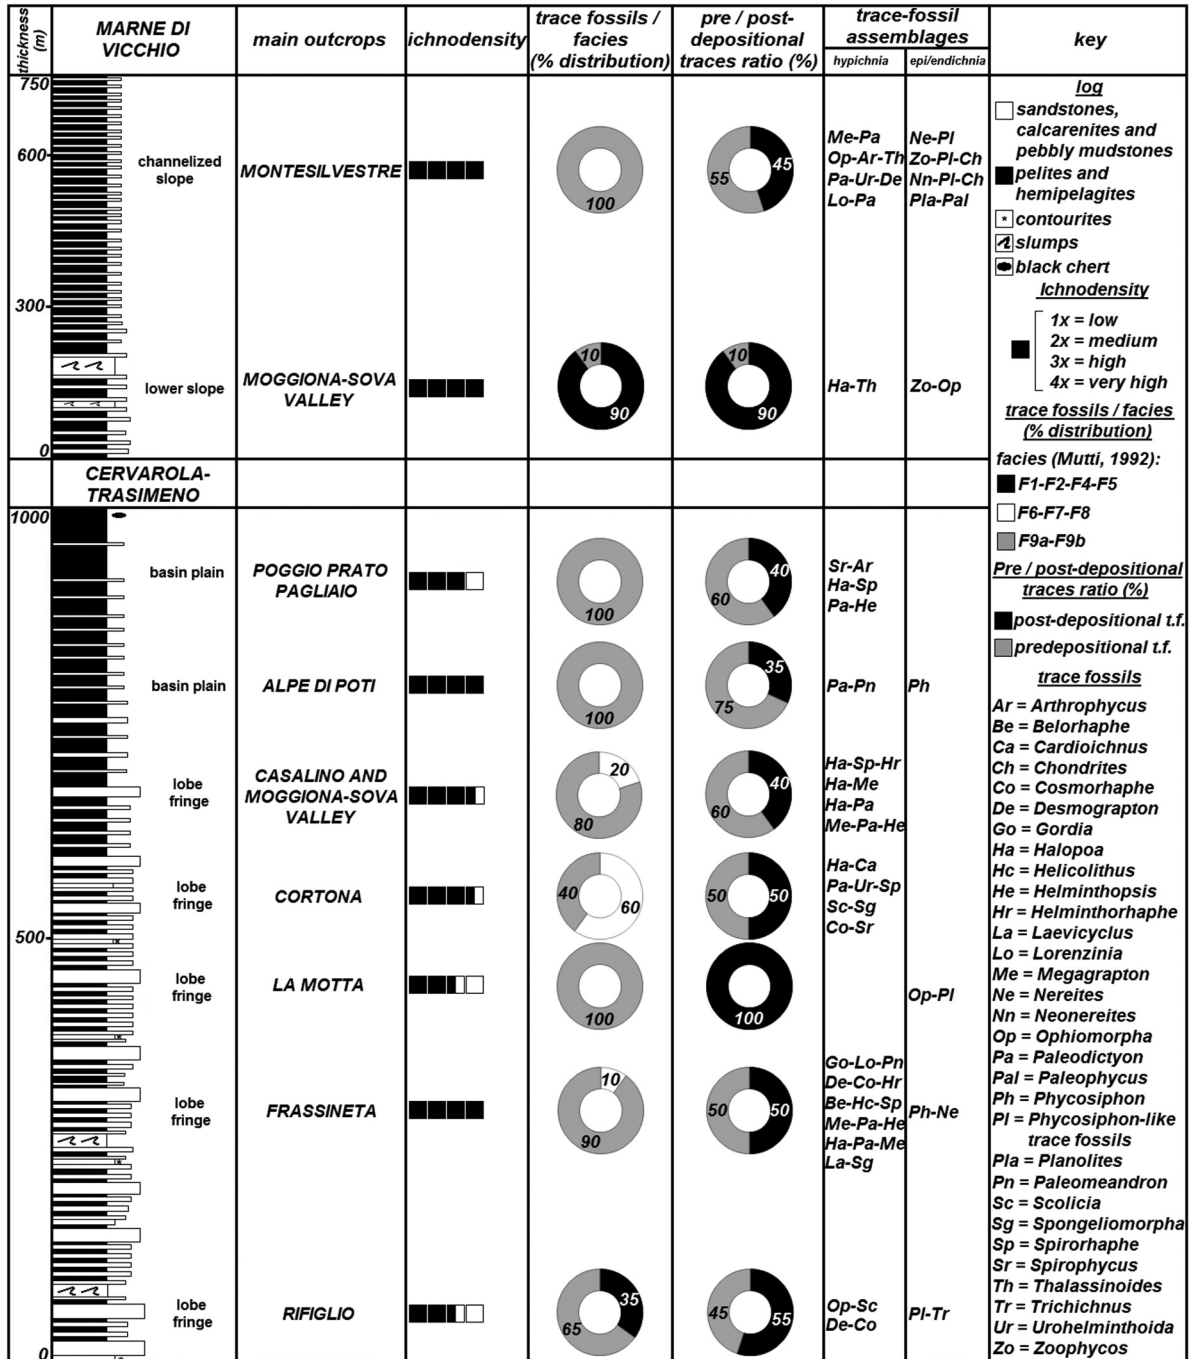 thickness (m)
MARNE DI
VICCHIO
main outcrops
ichnodensity
trace fossils /
facies
(% distribution)
pre / post-
depositional
traces ratio (%)
trace-fossil
assemblages
hypichnia
epi/endichnia
key
750
600
300
0
channelized
slope
MONTESILVESTRE
100
45
55
Me-Pa
Op-Ar-Th
Pa-Ur-De
Lo-Pa
Ne-Pl
Zo-Pl-Ch
Nn-Pl-Ch
Pla-Pal
lower slope
MOGGIONA-SOVA
VALLEY
10
90
10
90
Ha-Th
Zo-Op
CERVAROLA-
TRASIMENO
1000
500
0
basin plain
POGGIO PRATO
PAGLIAIO
100
40
60
Sr-Ar
Ha-Sp
Pa-He
basin plain
ALPE DI POTI
100
35
75
Pa-Pn
Ph
lobe
fringe
CASALINO AND
MOGGIONA-SOVA
VALLEY
20
80
40
60
Ha-Sp-Hr
Ha-Me
Ha-Pa
Me-Pa-He
lobe
fringe
CORTONA
40
60
50
50
Ha-Ca
Pa-Ur-Sp
Sc-Sg
Co-Sr
lobe
fringe
LA MOTTA
100
100
Op-Pl
lobe
fringe
FRASSINETA
10
90
50
50
Go-Lo-Pn
De-Co-Hr
Be-Hc-Sp
Me-Pa-He
Ha-Pa-Me
La-Sg
Ph-Ne
lobe
fringe
RIFIGLIO
35
65
45
55
Op-Sc
De-Co
Pl-Tr
log
sandstones,
calcarenites and
pebbly mudstones
pelites and
hemipelagites
* contourites
slumps
black chert
Ichnodensity
1x = low
2x = medium
3x = high
4x = very high
trace fossils / facies
(% distribution)
facies (Mutti, 1992):
F1-F2-F4-F5
F6-F7-F8
F9a-F9b
Pre / post-depositional
traces ratio (%)
post-depositional t.f.
predepositional t.f.
trace fossils
Ar = Arthrophycus
Be = Belorhaphe
Ca = Cardioichnus
Ch = Chondrites
Co = Cosmorhaphe
De = Desmograpton
Go = Gordia
Ha = Halopoa
Hc = Helicolithus
He = Helminthopsis
Hr = Helminthorhaphe
La = Laevicyclus
Lo = Lorenzinia
Me = Megagrapton
Ne = Nereites
Nn = Neonereites
Op = Ophiomorpha
Pa = Paleodictyon
Pal = Paleophycus
Ph = Phycosiphon
Pl = Phycosiphon-like
trace fossils
Pla = Planolites
Pn = Paleomeandron
Sc = Scolicia
Sg = Spongeliomorpha
Sp = Spirorhaphe
Sr = Spirophycus
Th = Thalassinoides
Tr = Trichichnus
Ur = Urohelminthoida
Zo = Zoophycos